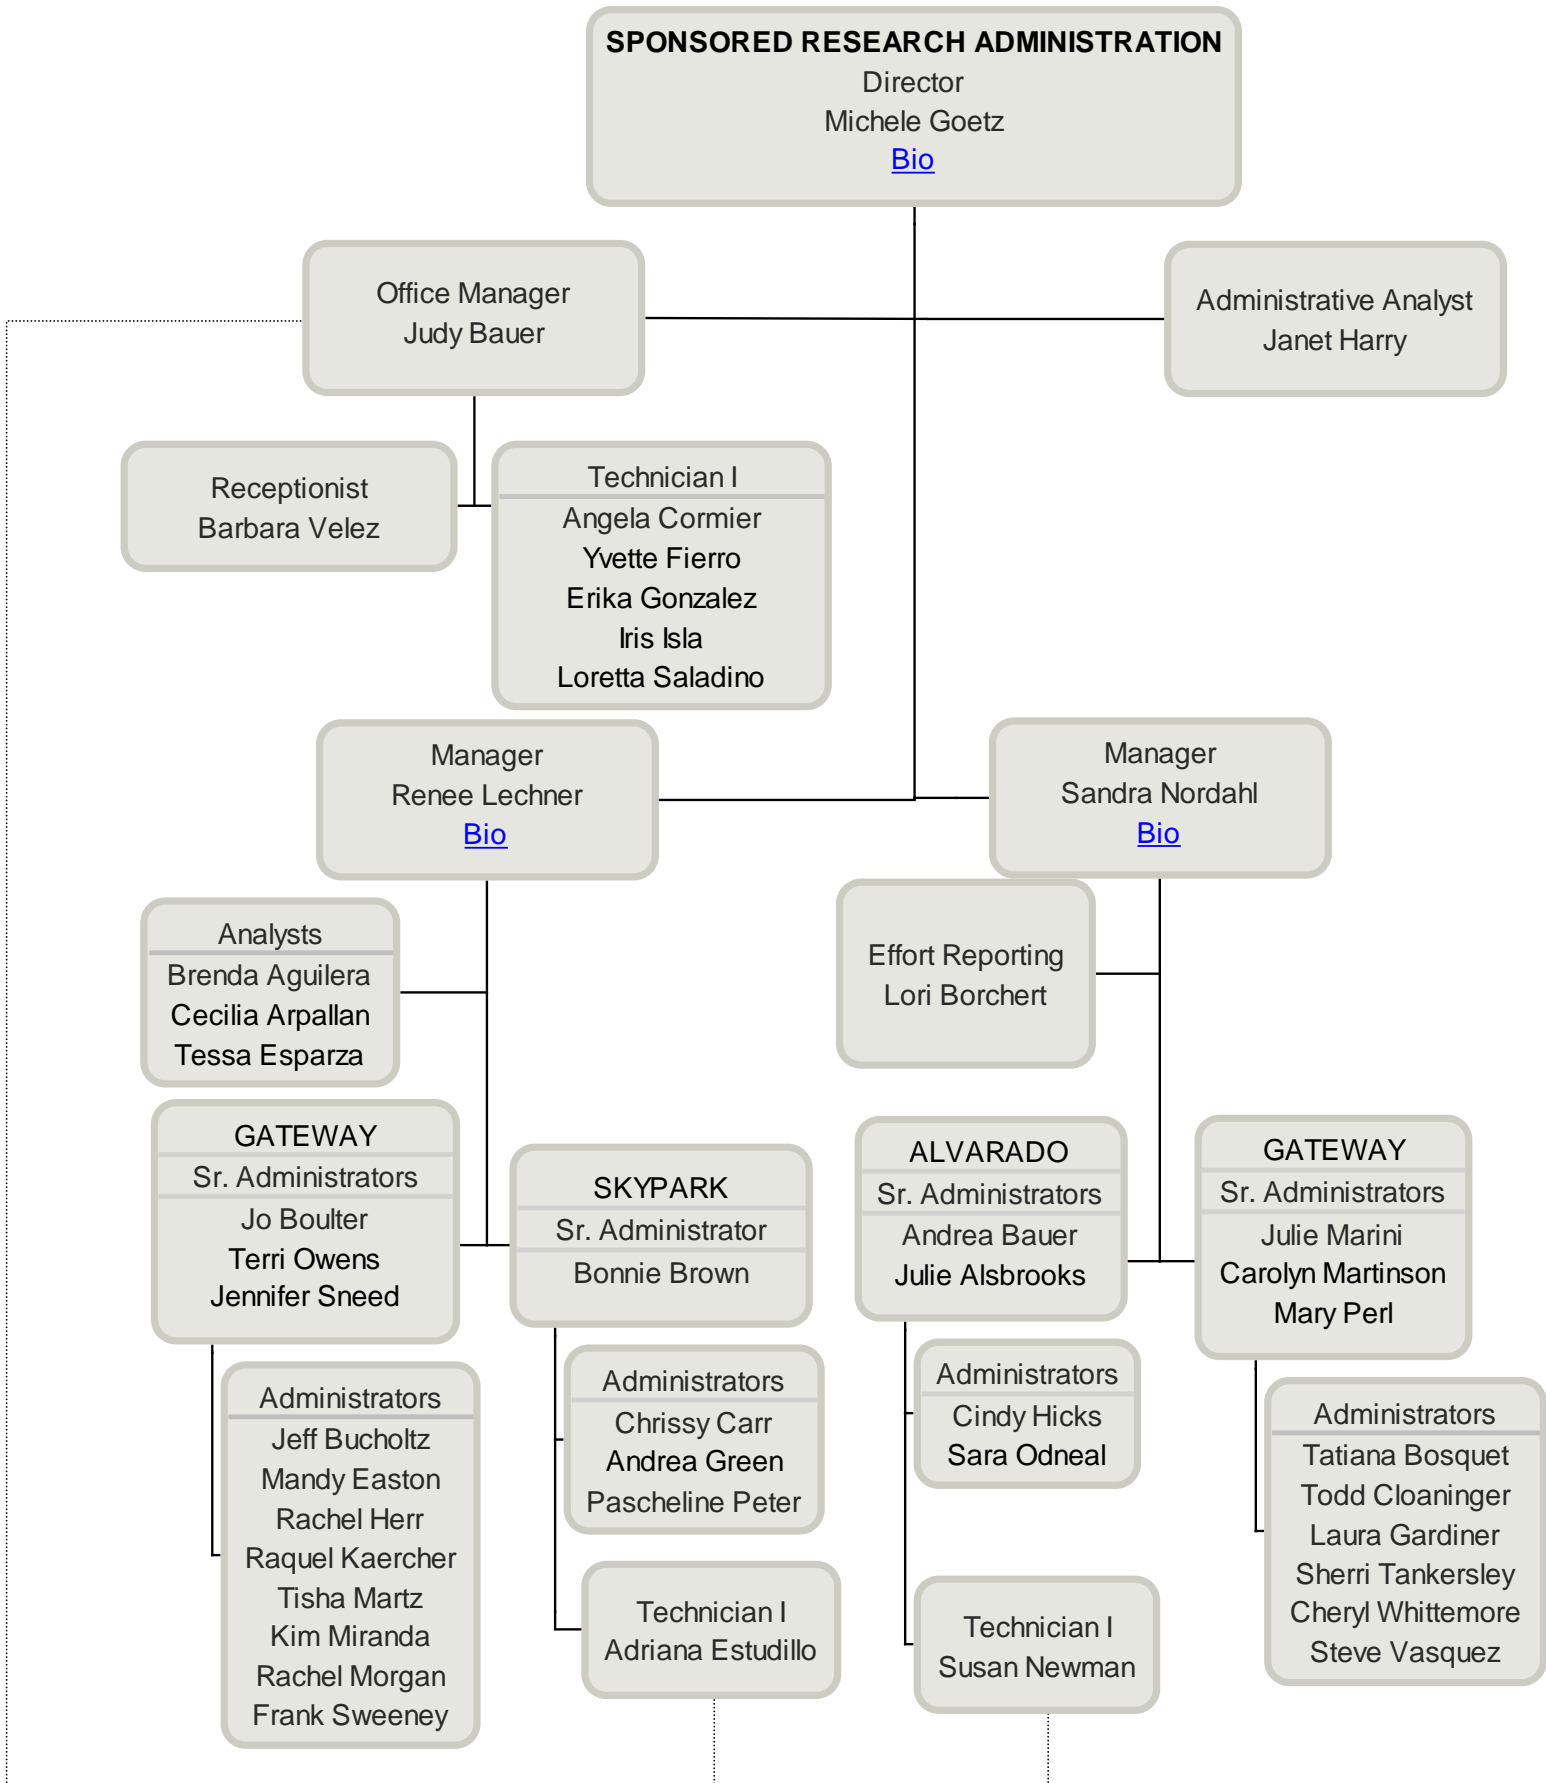 SPONSORED RESEARCH ADMINISTRATION
Director
Michele Goetz
Bio
Office Manager
Judy Bauer
Administrative Analyst
Janet Harry
Receptionist
Barbara Velez
Technician I
Angela Cormier
Yvette Fierro
Erika Gonzalez
Iris Isla
Loretta Saladino
Manager
Renee Lechner
Bio
Manager
Sandra Nordahl
Bio
Analysts
Brenda Aguilera
Cecilia Arpallan
Tessa Esparza
Effort Reporting
Lori Borchert
GATEWAY
Sr. Administrators
Jo Boulter
Terri Owens
Jennifer Sneed
SKYPARK
Sr. Administrator
Bonnie Brown
ALVARADO
Sr. Administrators
Andrea Bauer
Julie Alsbrooks
GATEWAY
Sr. Administrators
Julie Marini
Carolyn Martinson
Mary Perl
Administrators
Jeff Bucholtz
Mandy Easton
Rachel Herr
Raquel Kaercher
Tisha Martz
Kim Miranda
Rachel Morgan
Frank Sweeney
Administrators
Chrissy Carr
Andrea Green
Pascheline Peter
Technician I
Adriana Estudillo
Administrators
Cindy Hicks
Sara Odneal
Technician I
Susan Newman
Administrators
Tatiana Bosquet
Todd Cloaninger
Laura Gardiner
Sherri Tankersley
Cheryl Whittemore
Steve Vasquez